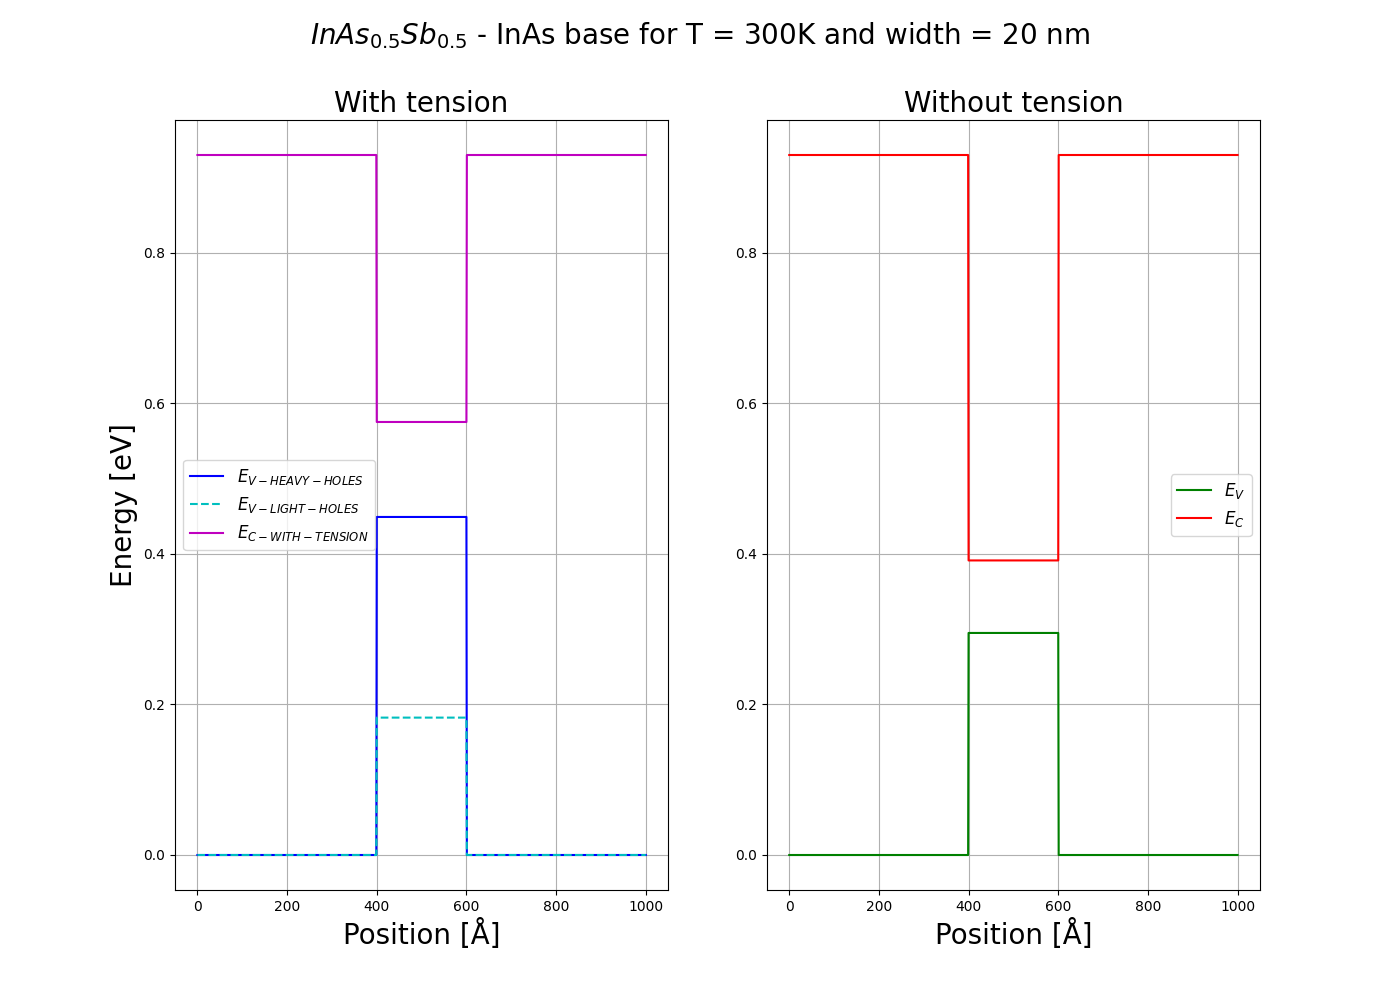 InAs0.5Sb0.5 - InAs base for T = 300K and width = 20 nm
With tension
Without tension
Energy [eV]
0.8
0.6
0.4
0.2
0.0
EV−HEAVY−HOLES
EV−LIGHT−HOLES
EC−WITH−TENSION
0 200 400 600 800 1000
Position [Å]
0.8
0.6
0.4
0.2
0.0
EV
EC
0 200 400 600 800 1000
Position [Å]